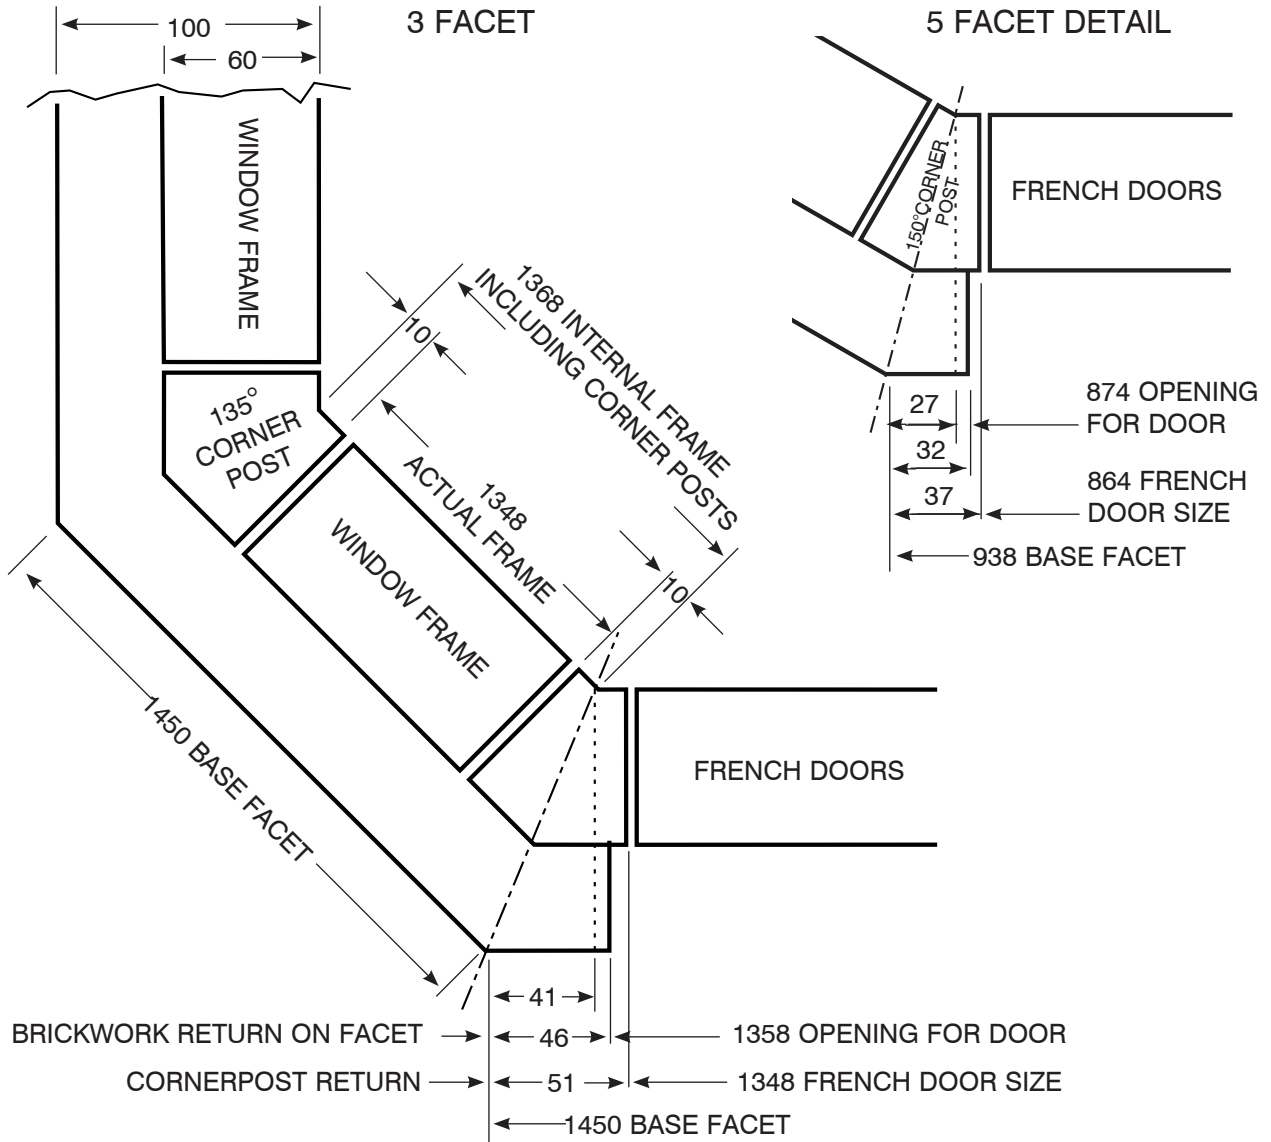 3 FACET
5 FACET DETAIL
100
60
WINDOW FRAME
135°
CORNER
POST
10
1368 INTERNAL FRAME
INCLUDING CORNER POSTS
1348
ACTUAL FRAME
WINDOW FRAME
10
1450 BASE FACET
FRENCH DOORS
41
BRICKWORK RETURN ON FACET
46
1358 OPENING FOR DOOR
CORNERPOST RETURN
51
1348 FRENCH DOOR SIZE
1450 BASE FACET
150°CORNER
POST
FRENCH DOORS
27
874 OPENING
FOR DOOR
32
37
864 FRENCH
DOOR SIZE
938 BASE FACET